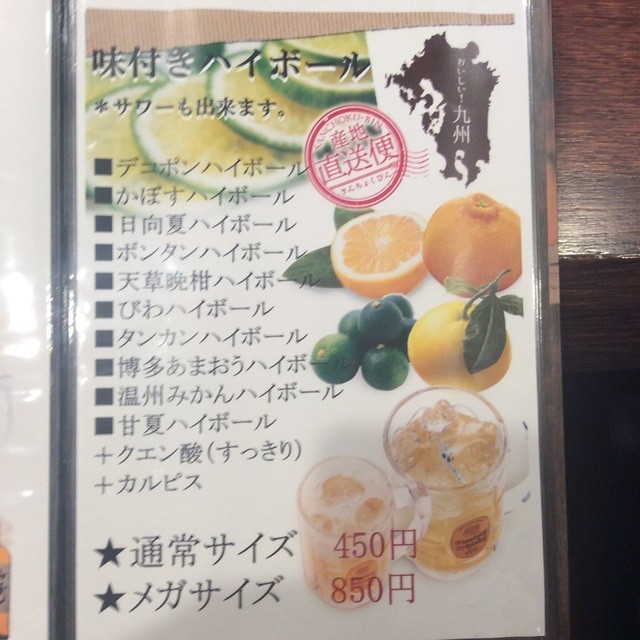 味付きハイボール
*サワーも出来ます。
おいしい!
九州
産地
直送便
さんちょくびん
■デコポンハイボール
■かぼすハイボール
■日向夏ハイボール
■ボンタンハイボール
■天草晩柑ハイボール
■びわハイボール
■タンカンハイボール
■博多あまおうハイボール
■温州みかんハイボール
■甘夏ハイボール
+クエン酸(すっきり)
+カルピス
★通常サイズ 450円
★メガサイズ 850円